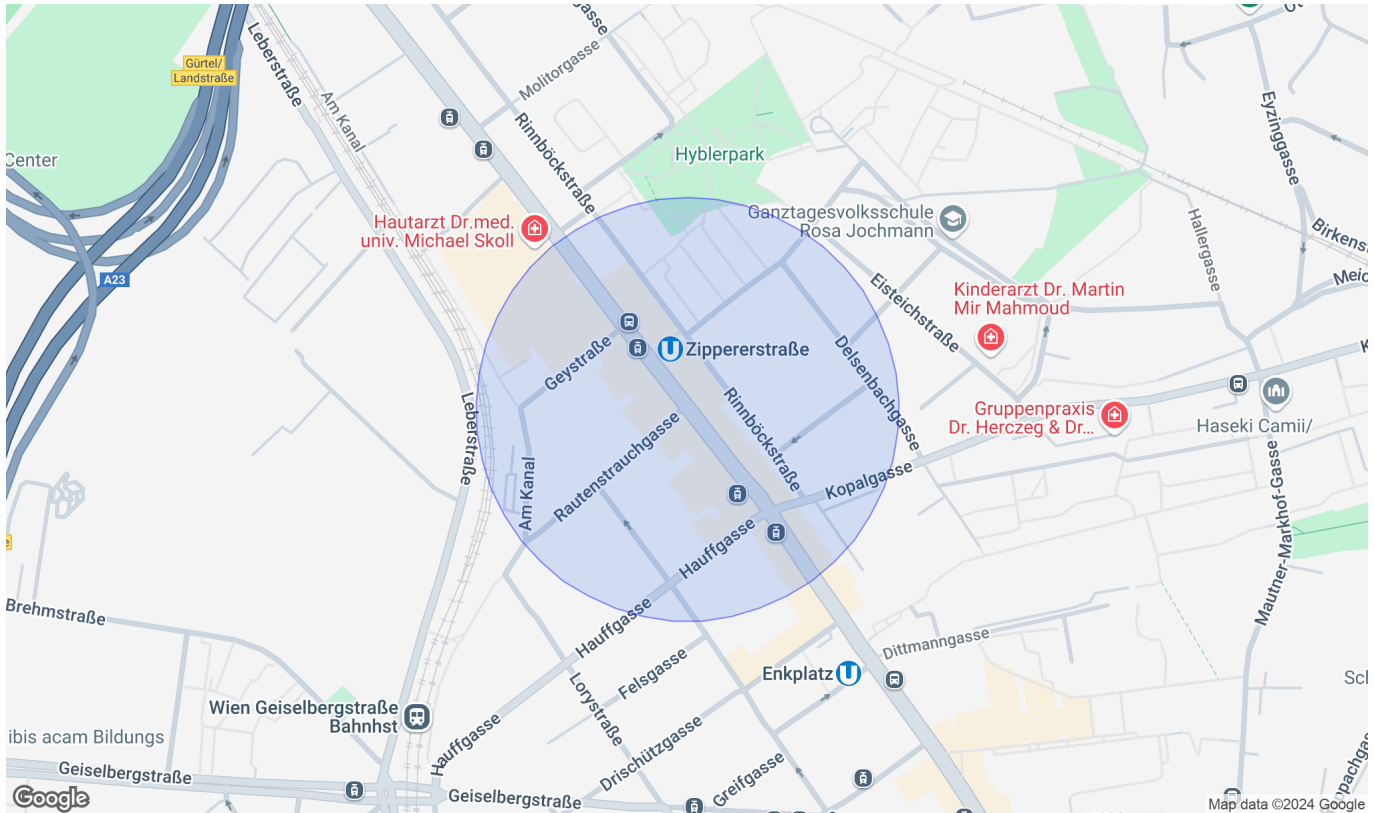 Gürtel/
Landstraße
Leberstraße
Am Kanal
Molitorgasse
Rinnböckstraße
Hyblerpark
Eyzinggasse
Center
Hautarzt Dr.med.
univ. Michael Skoll
Ganztagesvolksschule
Rosa Jochmann
Hallergasse
Birkenst
Meic
A23
Eisteichstraße
Kinderarzt Dr. Martin
Mir Mahmoud
Geystraße
Zippererstraße
Delsenbachgasse
K
Leberstraße
Rinnböckstraße
Gruppenpraxis
Dr. Herczeg & Dr...
Haseki Camii/
Am Kanal
Rautenstrauchgasse
Kopalgasse
Mautner-Markhof-Gasse
e
Hauffgasse
Brehmstraße
Hauffgasse
Dittmanngasse
Felsgasse
Enkplatz
Sch
Lorystraße
Wien Geiselbergstraße
Bahnhst
ibis acam Bildungs
Hauffgasse
Drischützgasse
Greifgasse
Geiselbergstraße
Geiselbergstraße
Google
Map data ©2024 Google